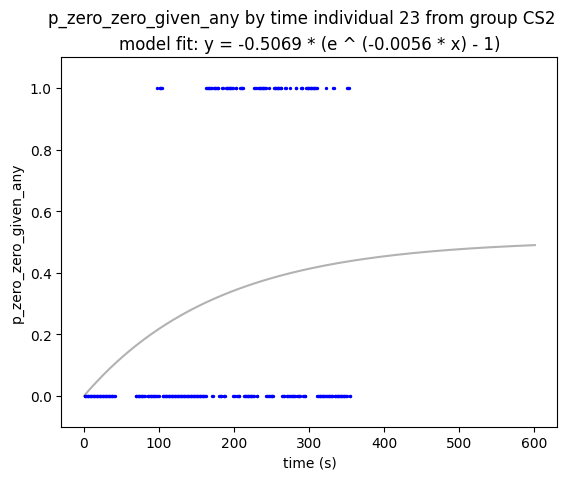 p_zero_zero_given_any by time individual 23 from group CS2
model fit: y = -0.5069 * (e ^ (-0.0056 * x) - 1)
1.0
0.8
0.6
0.4
0.2
0.0
p_zero_zero_given_any
0 100 200 300 400 500 600
time (s)